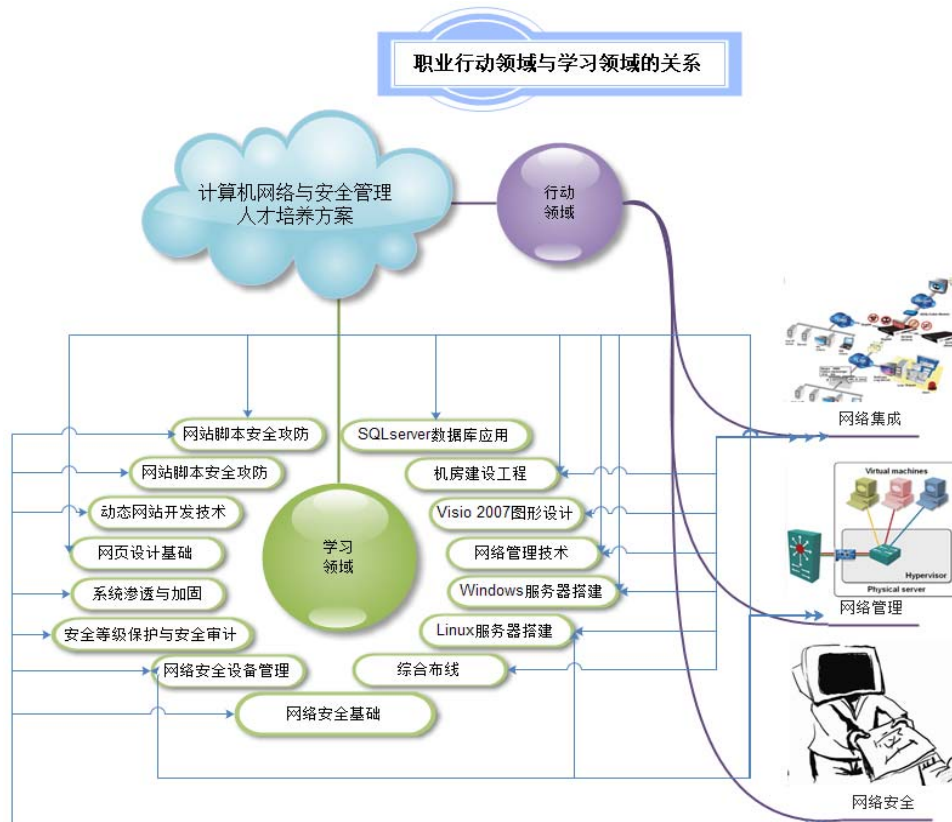 职业行动领域与学习领域的关系
计算机网络与安全管理
人才培养方案
行动
领域
网络集成
网站脚本安全攻防
SQLserver数据库应用
网站脚本安全攻防
机房建设工程
动态网站开发技术
Visio 2007图形设计
学习
领域
网页设计基础
网络管理技术
系统渗透与加固
Windows服务器搭建
安全等级保护与安全审计
Linux服务器搭建
网络安全设备管理
综合布线
网络安全基础
Virtual machines
Hypervisor
Physical server
网络管理
网络安全